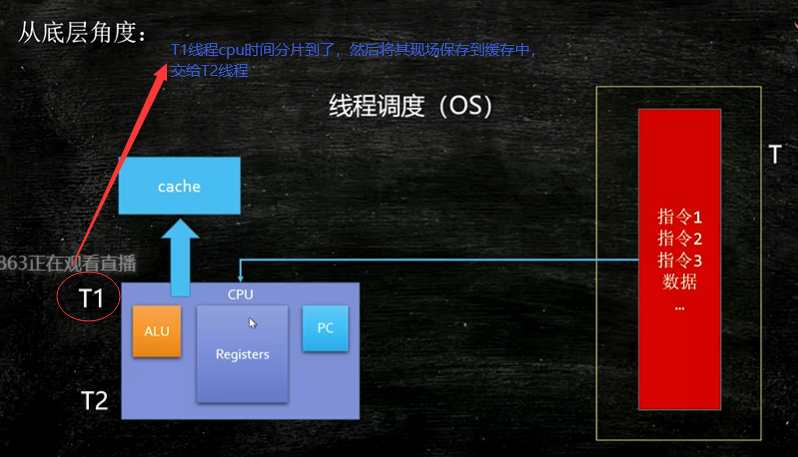 从底层角度：
T1线程cpu时间分片到了，然后将其现场保存到缓存中，
交给T2线程
线程调度（OS）
cache
T
指令1
指令2
指令3
数据
...
863正在观看直播
T1
CPU
ALU
Registers
PC
T2